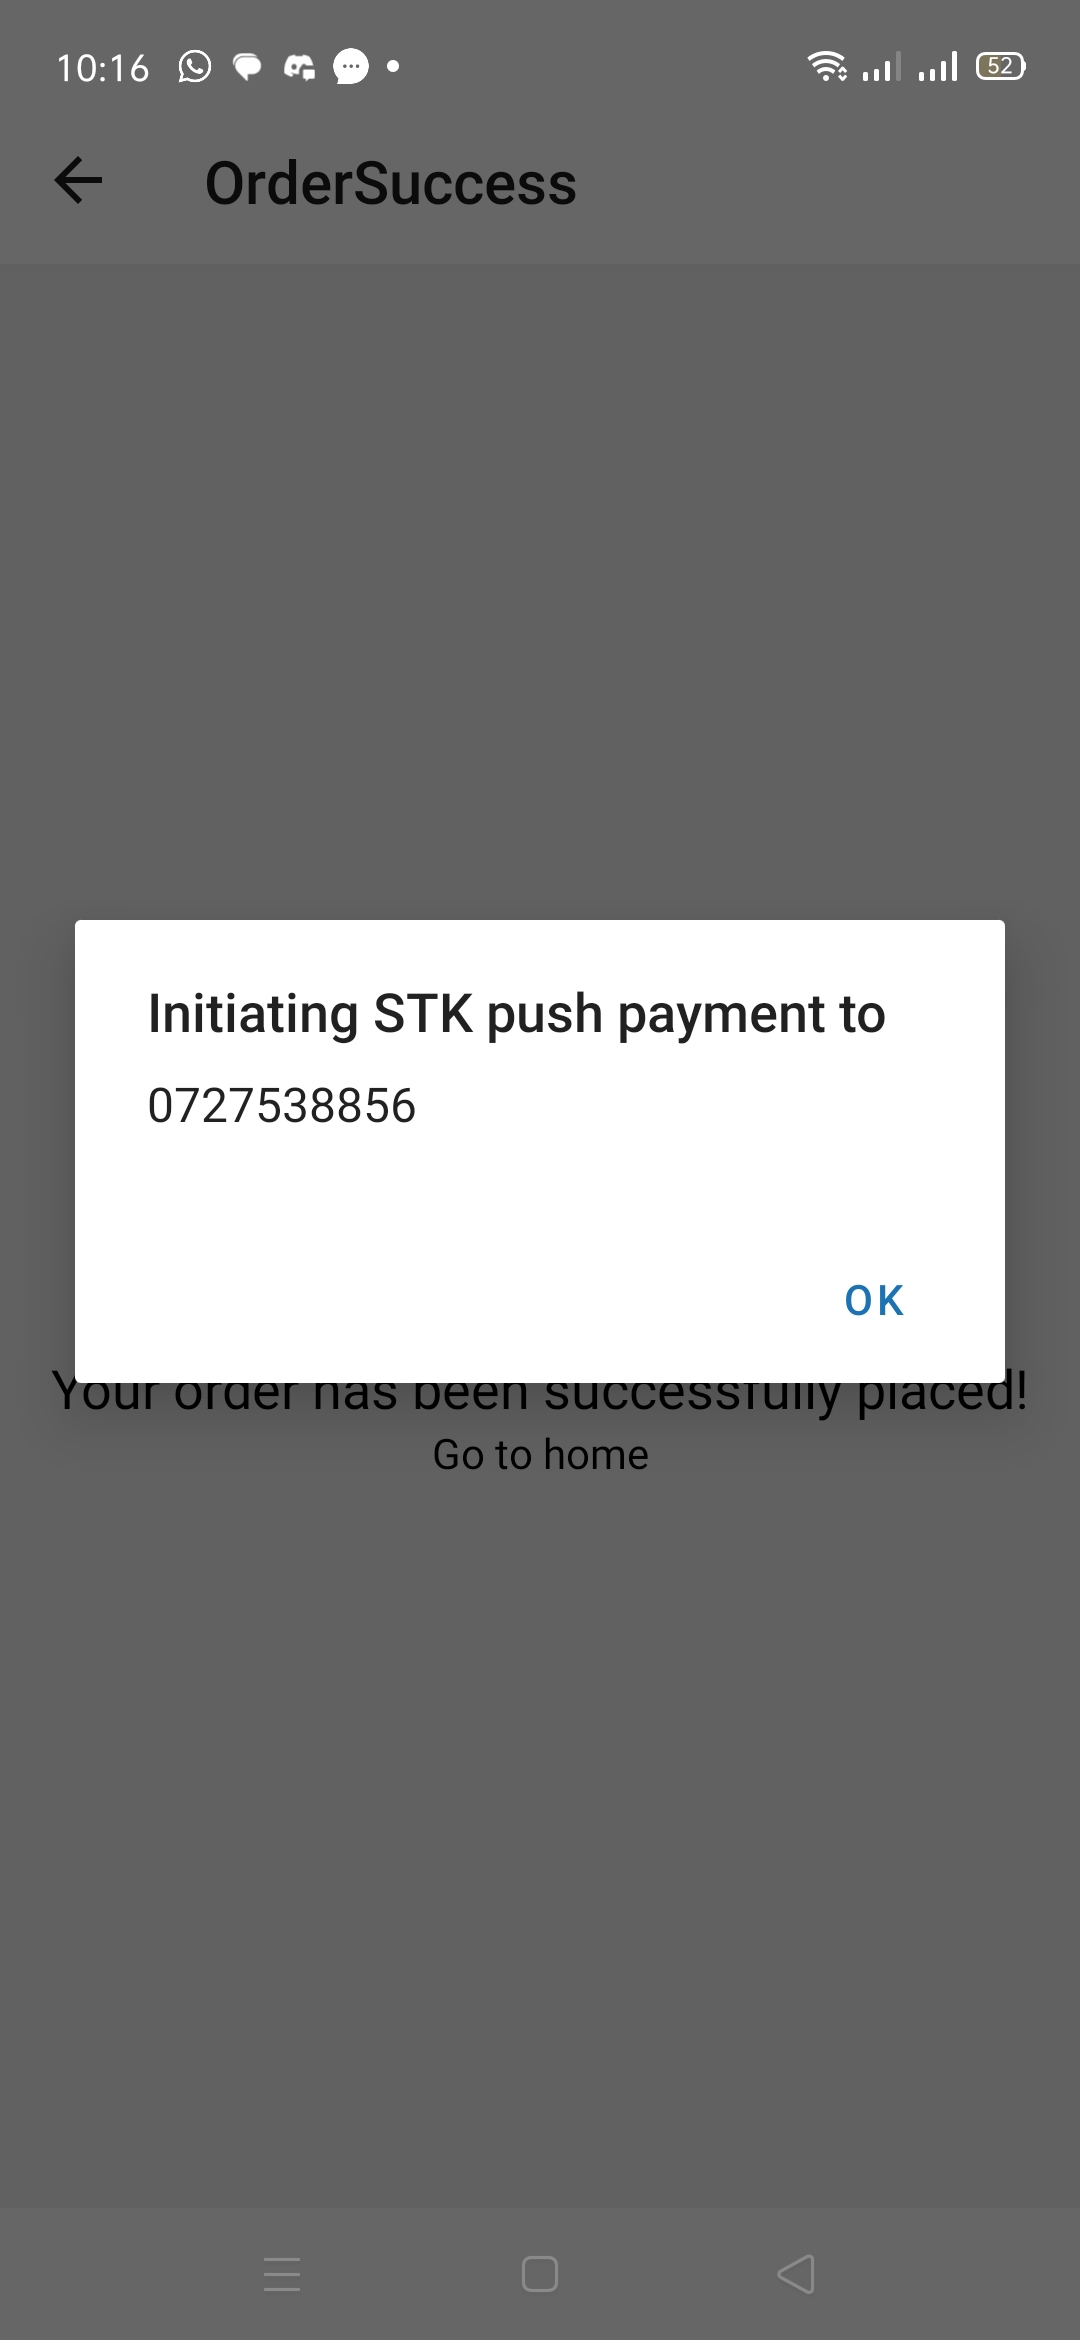 10:16
52
OrderSuccess
Initiating STK push payment to
0727538856
OK
Your order has been successfully placed!
Go to home